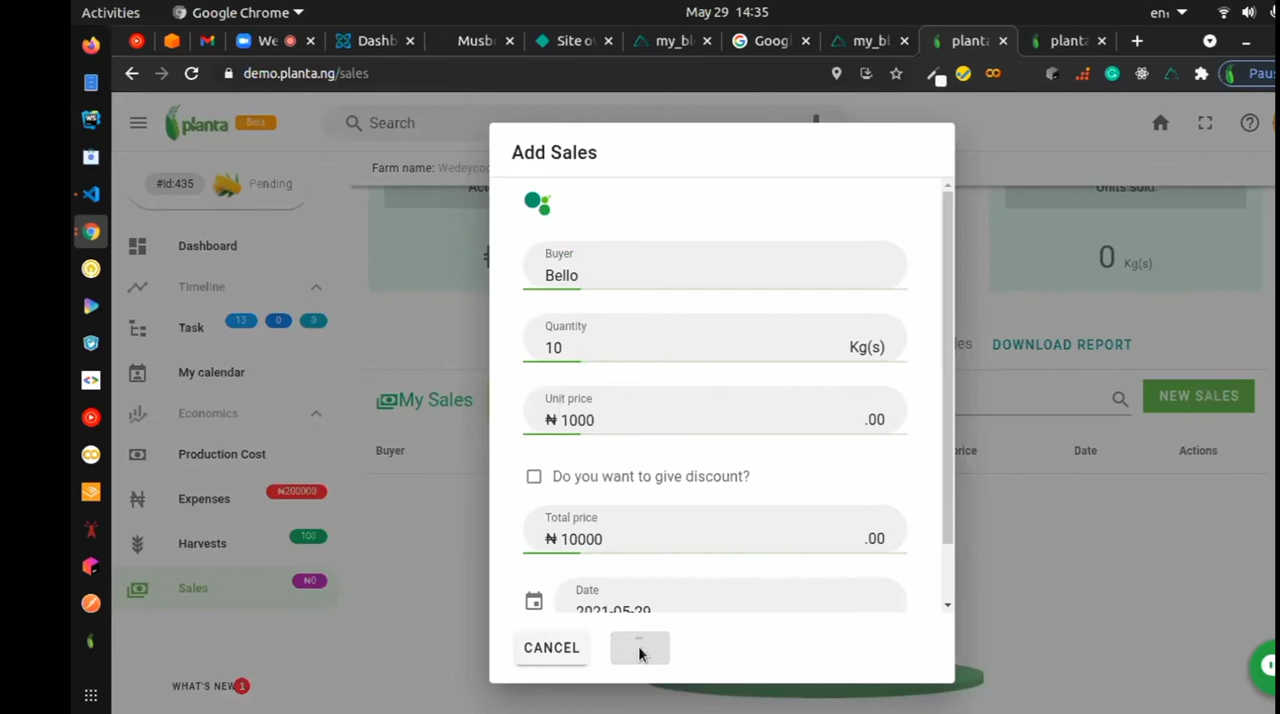 Activities Google Chrome May 29 14:35 en₁
We Dashb Musb Site o my_bl Googl my_bl planta planta
demo.planta.ng/sales Pau
planta Beta Search
Farm name: Wedeycod
#id:435 Pending
Units sold.
0 Kg(s)
Dashboard
Timeline
Task 13 0 0
My calendar
Economics
Production Cost
Expenses ₦200000
Harvests 100
Sales ₦0
WHAT'S NEW 1
DOWNLOAD REPORT
My Sales NEW SALES
Buyer Date Actions
Add Sales
Buyer
Bello
Quantity
10 Kg(s)
Unit price
₦ 1000 .00
Do you want to give discount?
Total price
₦ 10000 .00
Date
2021-05-29
CANCEL